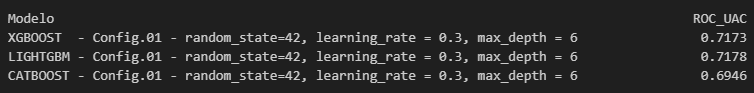 Modelo ROC_UAC
XGBOOST - Config.01 - random_state=42, learning_rate = 0.3, max_depth = 6 0.7173
LIGHTGBM - Config.01 - random_state=42, learning_rate = 0.3, max_depth = 6 0.7178
CATBOOST - Config.01 - random_state=42, learning_rate = 0.3, max_depth = 6 0.6946